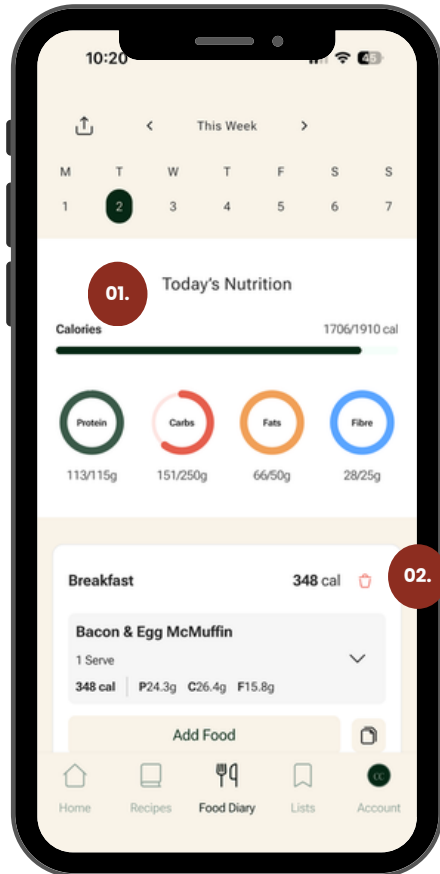 10:20
45
This Week
M T W T F S S
1 2 3 4 5 6 7
01.
Today's Nutrition
Calories 1706/1910 cal
Protein Carbs Fats Fibre
113/115g 151/250g 66/50g 28/25g
Breakfast 348 cal
02.
Bacon & Egg McMuffin
1 Serve
348 cal P24.3g C26.4g F15.8g
Add Food
Home Recipes Food Diary Lists Account